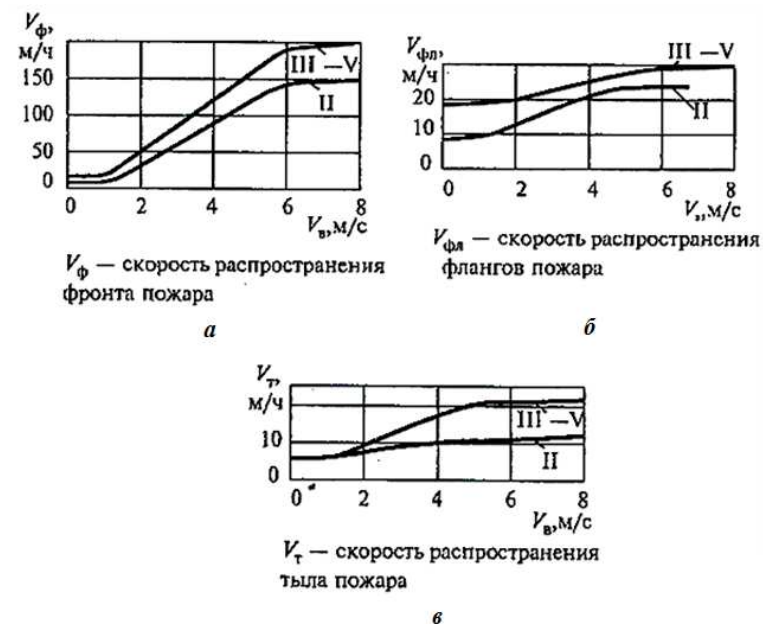 Vф,
м/ч
150
100
50
0
III—V
II
0 2 4 6 8
Vв,м/с
Vф — скорость распространения
фронта пожара
а
Vфл,
м/ч
20
10
0
III —V
II
0 2 4 6 8
м/с
Vфл — скорость распространения
флангов пожара
б
Vт,
м/ч
10
0
III —V
II
0 2 4 6 8
Vв,м/с
Vт — скорость распространения
тыла пожара
в